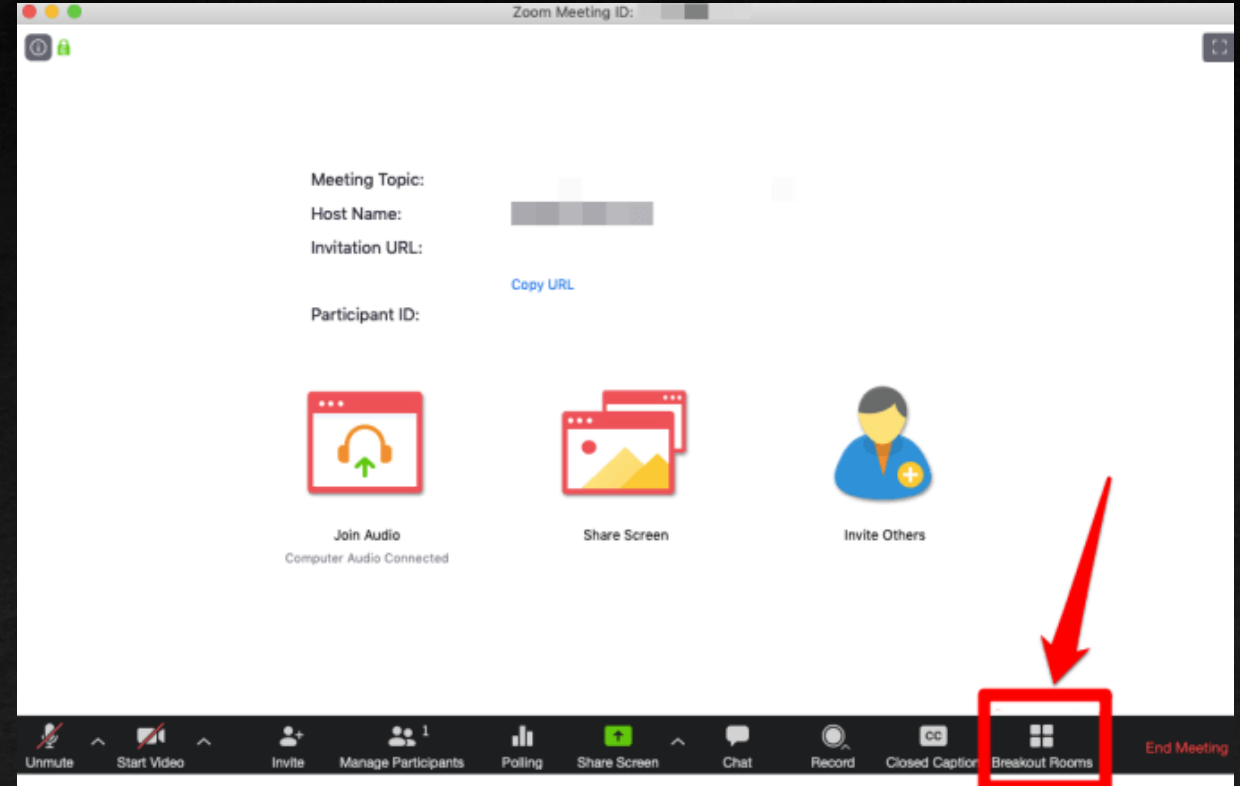 Zoom Meeting ID:
Meeting Topic:
Host Name:
Invitation URL:
Copy URL
Participant ID:
Join Audio
Computer Audio Connected
Share Screen
Invite Others
1
CC
Unmute Start Video Invite Manage Participants Polling Share Screen Chat Record Closed Caption Breakout Rooms End Meeting